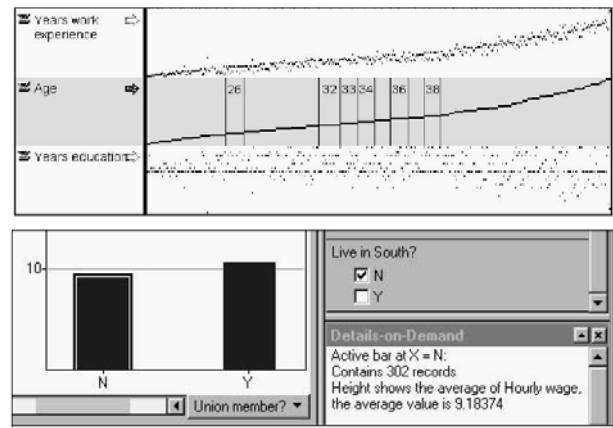 Years work
experience
Age
26
32
33
34
36
38
Years education
10
N
Y
Union member?
Live in South?
N
Y
Details-on-Demand
Active bar at X = N:
Contains 302 records
Height shows the average of Hourly wage,
the average value is 9.18374